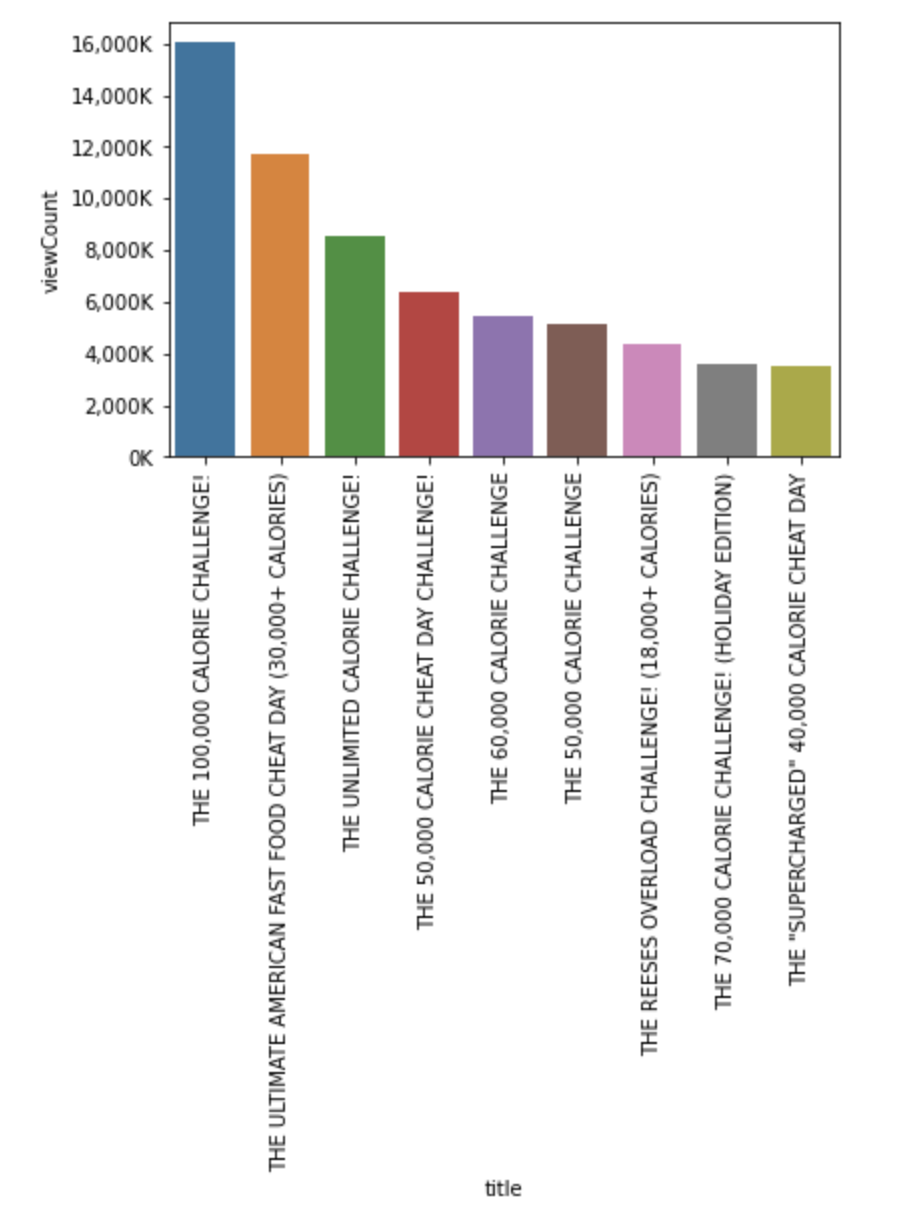 16,000K
14,000K
12,000K
10,000K
8,000K
6,000K
4,000K
2,000K
0K
viewCount
THE 100,000 CALORIE CHALLENGE!
THE ULTIMATE AMERICAN FAST FOOD CHEAT DAY (30,000+ CALORIES)
THE UNLIMITED CALORIE CHALLENGE!
THE 50,000 CALORIE CHEAT DAY CHALLENGE!
THE 60,000 CALORIE CHALLENGE
THE 50,000 CALORIE CHALLENGE
THE REESES OVERLOAD CHALLENGE! (18,000+ CALORIES)
THE 70,000 CALORIE CHALLENGE! (HOLIDAY EDITION)
THE "SUPERCHARGED" 40,000 CALORIE CHEAT DAY
title